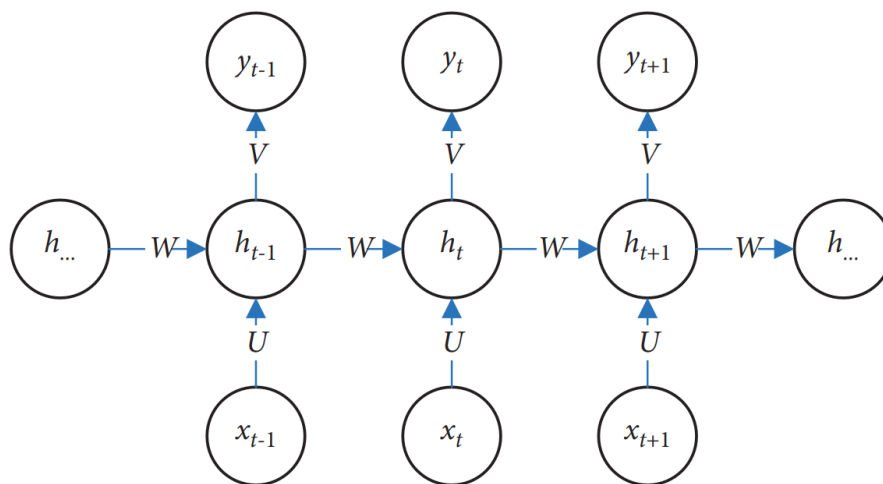 y_{t-1} y_t y_{t+1}
V V V
h_{...} W h_{t-1} W h_t W h_{t+1} W h_{...}
U U U
x_{t-1} x_t x_{t+1}